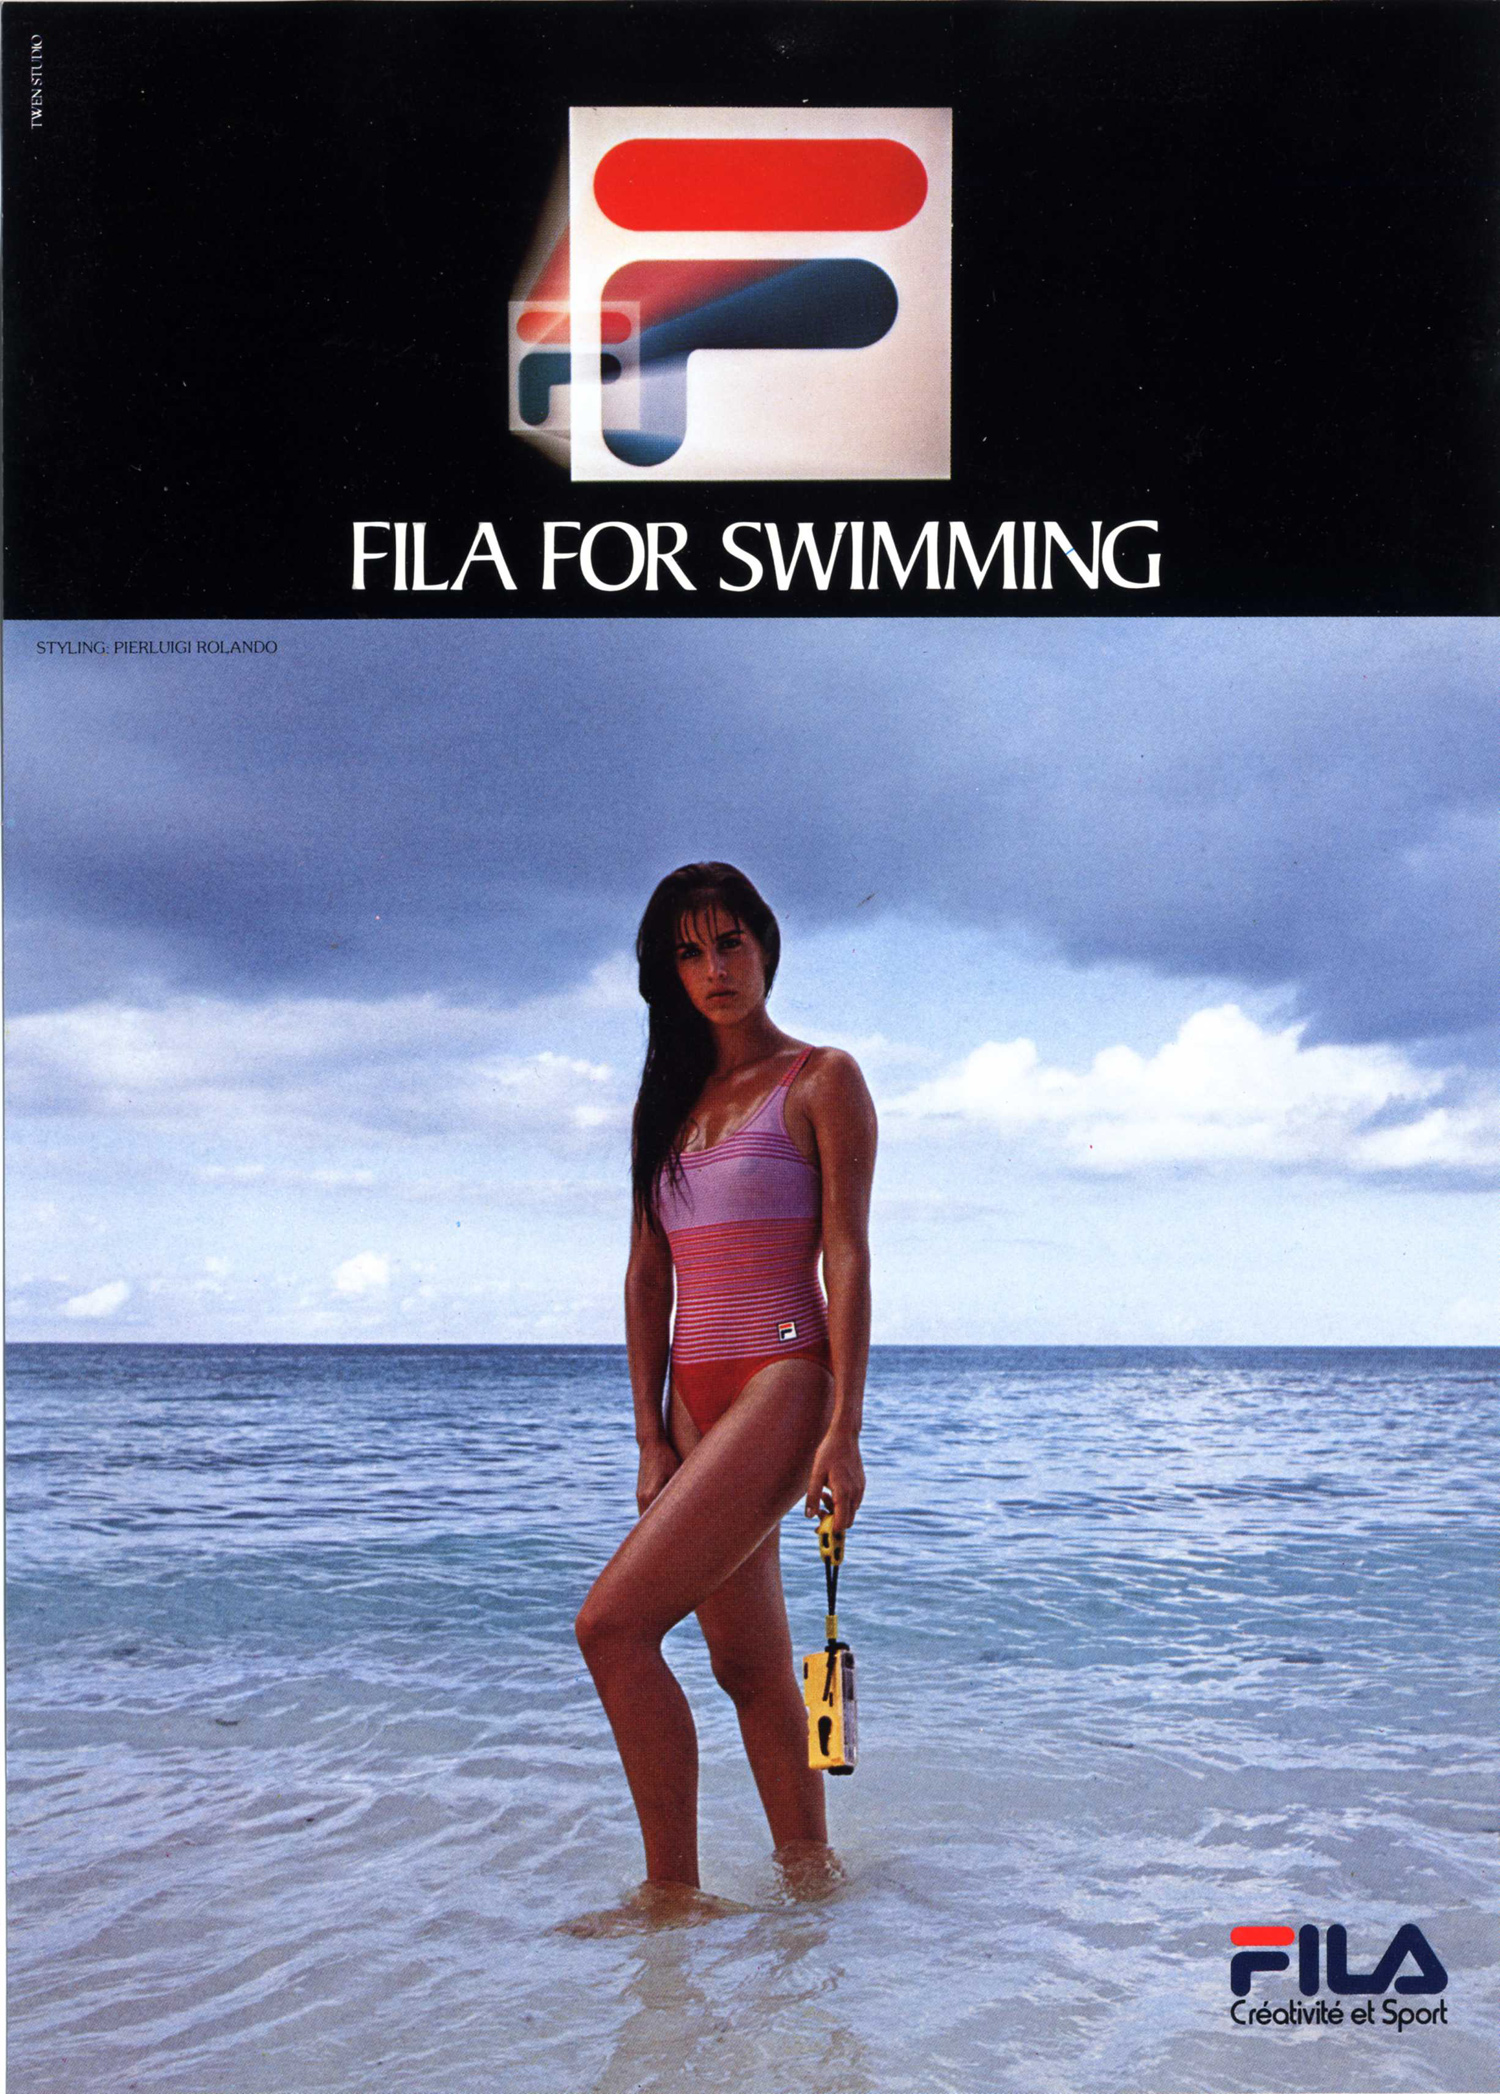 TWEN STUDIO
FILA FOR SWIMMING
STYLING: PIERLUIGI ROLANDO
FILA
Créativité et Sport